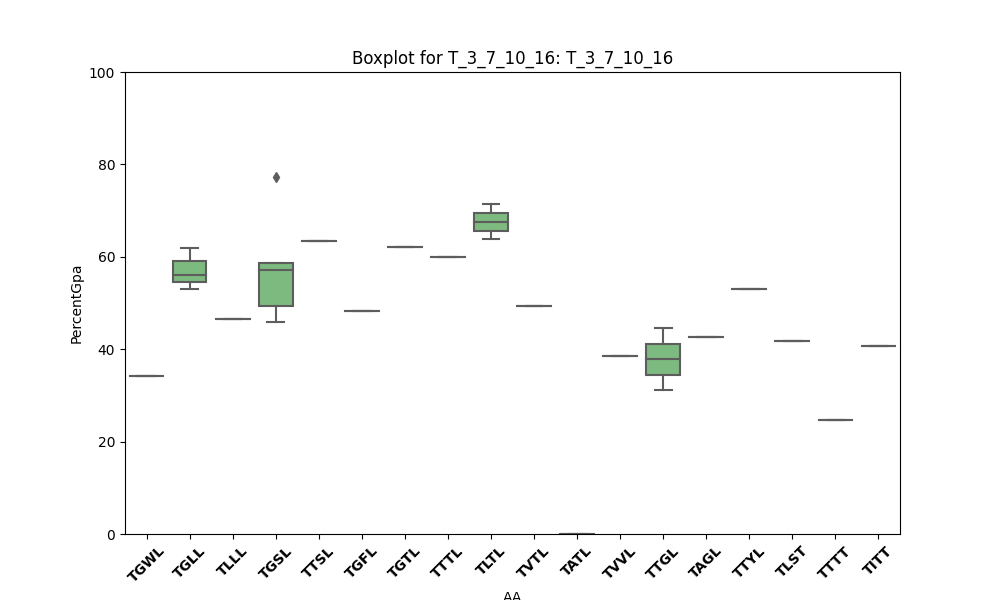 Boxplot for T_3_7_10_16: T_3_7_10_16
100
80
60
40
20
0
PercentGpa
TGWL
TGLL
TLLL
TGSL
TTSL
TGFL
TGTL
TTTL
TLTL
TVTL
TATL
TVVL
TTGL
TAGL
TTYL
TLST
TTTT
TITT
AA